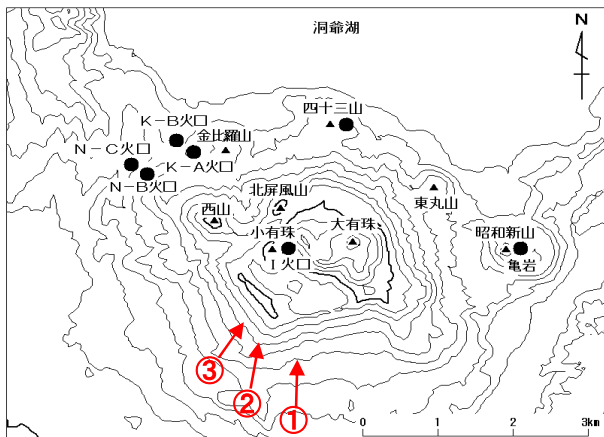 洞爺湖
N
四十三山
K－B火口
金比羅山
N－C火口
K－A火口
N－B火口
北屏風山
東丸山
西山
小有珠
大有珠
昭和新山
I火口
亀岩
③
②
①
0 1 2 3km